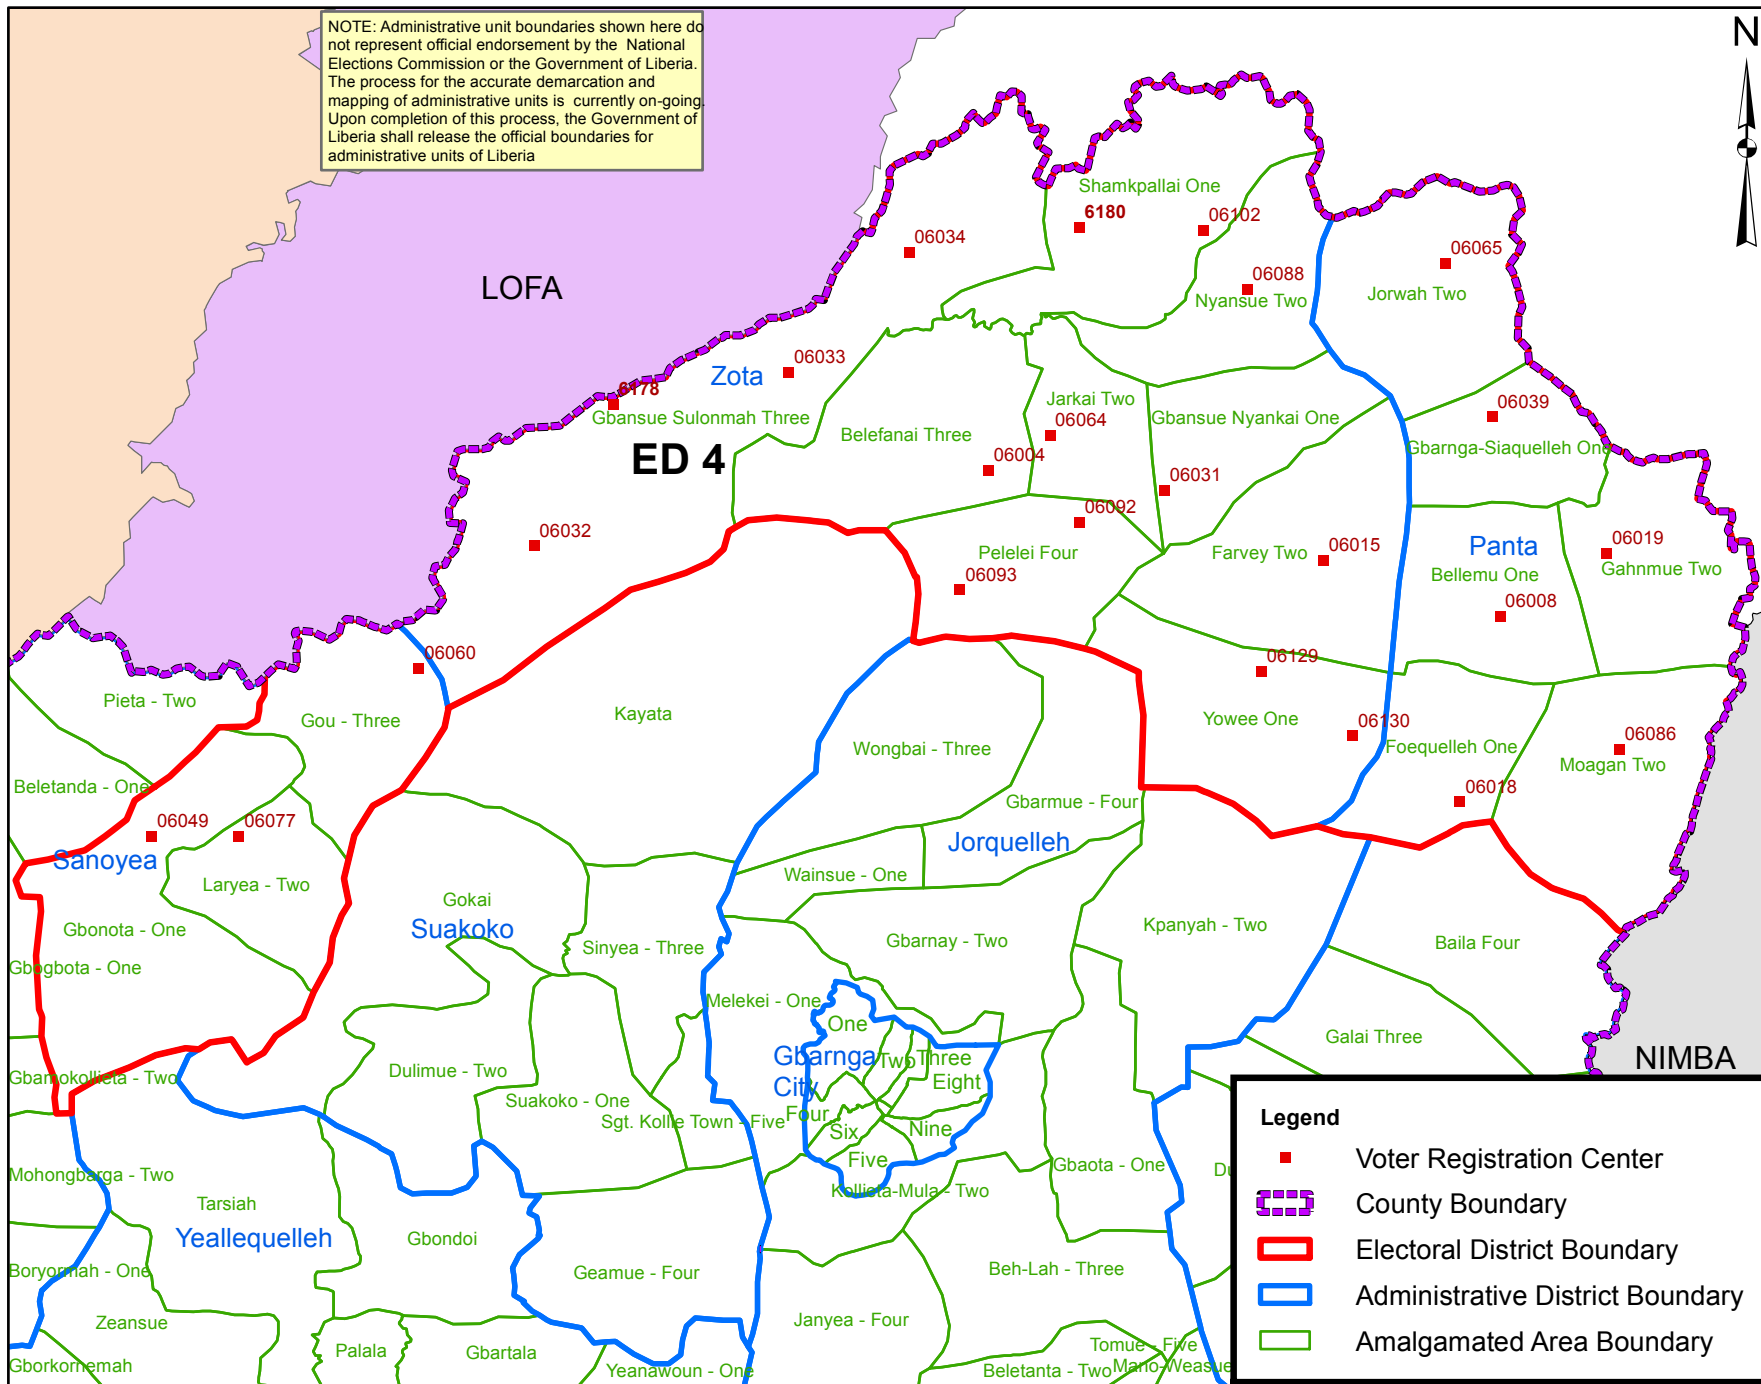 NOTE: Administrative unit boundaries shown here do
not represent official endorsement by the National
Elections Commission or the Government of Liberia.
The process for the accurate demarcation and
mapping of administrative units is currently on-going.
Upon completion of this process, the Government of
Liberia shall release the official boundaries for
administrative units of Liberia
N
Shamkpallai One
6180
06102
06034
06065
06088
LOFA
Nyansue Two
Jorwah Two
06033
Zota
6178
Jarkai Two
06039
Gbansue Sulonmah Three
Gbansue Nyankai One
Belefanai Three
06064
Gbarnga-Siaquelleh One
ED 4
06004
06031
06092
06032
Pelelei Four
Farvey Two
06015
Panta
06019
Gahnmue Two
06093
Bellemu One
06008
06060
06129
Pieta - Two
Gou - Three
Kayata
Yowee One
06130
Wongbai - Three
Foequelleh One
06086
Moagan Two
Beletanda - One
06018
Gbarmue - Four
06049
06077
Jorquelleh
Sanoyea
Laryea - Two
Wainsue - One
Gokai
Gbonota - One
Suakoko
Kpanyah - Two
Sinyea - Three
Gbarnay - Two
Baila Four
Gbogbota - One
Melekei - One
One
Galai Three
Gbarnga
City
Two
Three
NIMBA
Gbamokollieta - Two
Dulimue - Two
Eight
Suakoko - One
Sgt. Kollie Town - Five
Four
Six
Nine
Five
Gbaota - One
Du
Mohongbarga - Two
Kollieta-Mula - Two
Tarsiah
Yeallequelleh
Gbondoi
Boryormah - One
Geamue - Four
Beh-Lah - Three
Zeansue
Janyea - Four
Palala
Gbartala
Tomue - Five
Gborkornemah
Yeanawoun - One
Beletanta - Two
Mano-Weasue
Legend
Voter Registration Center
County Boundary
Electoral District Boundary
Administrative District Boundary
Amalgamated Area Boundary